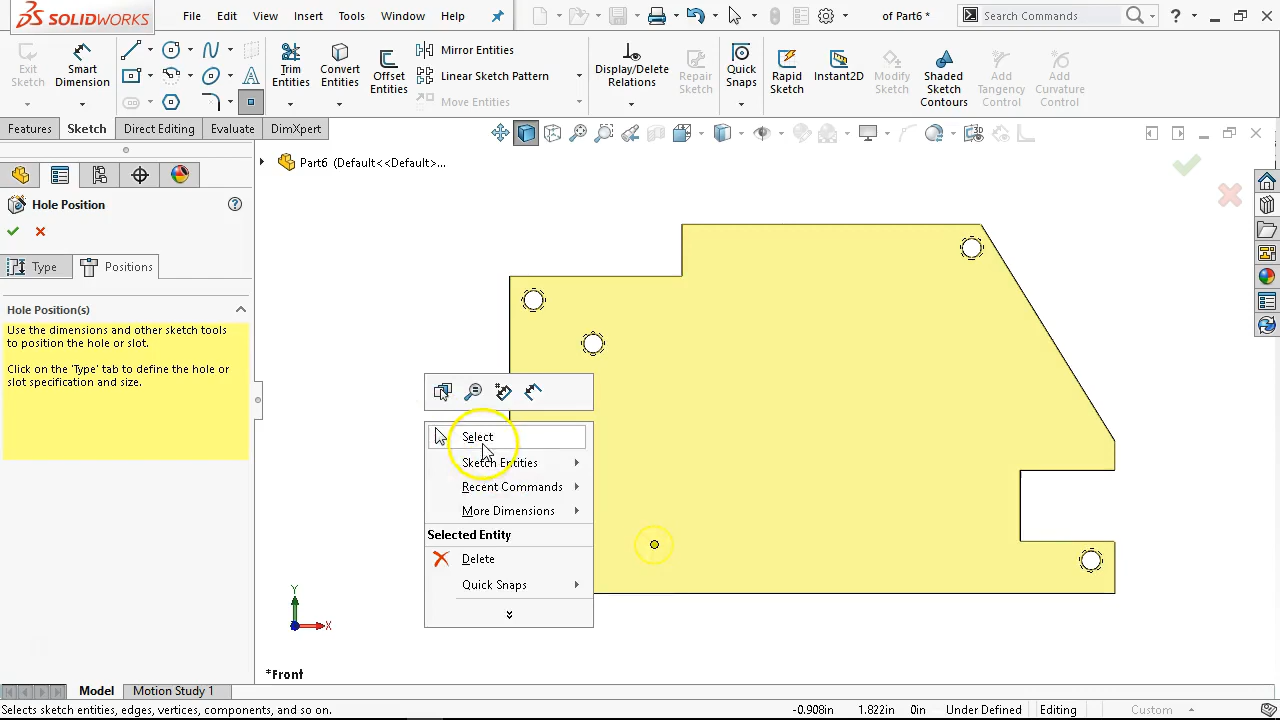 SOLIDWORKS
File
Edit
View
Insert
Tools
Window
Help
of Part6 *
Search Commands
?
Exit
Sketch
Smart
Dimension
Trim
Entities
Convert
Entities
Offset
Entities
Mirror Entities
Linear Sketch Pattern
Move Entities
Display/Delete
Relations
Repair
Sketch
Quick
Snaps
Rapid
Sketch
Instant2D
Modify
Sketch
Shaded
Sketch
Contours
Add
Tangency
Control
Add
Curvature
Control
Features
Sketch
Direct Editing
Evaluate
DimXpert
Part6 (Default<<Default>...
Hole Position
?
Type
Positions
Hole Position(s)
Use the dimensions and other sketch tools
to position the hole or slot.
Click on the 'Type' tab to define the hole or
slot specification and size.
Select
Sketch Entities
Recent Commands
More Dimensions
Selected Entity
Delete
Quick Snaps
Y
X
*Front
Model
Motion Study 1
Selects sketch entities, edges, vertices, components, and so on.
-0.908in
1.822in
0in
Under Defined
Editing
Custom